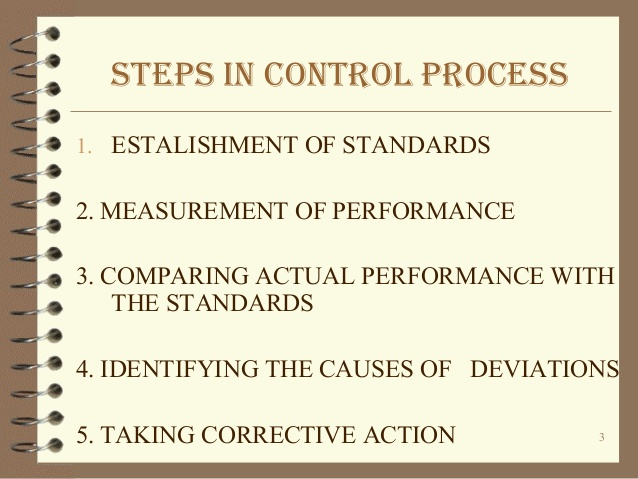 STEPS IN CONTROL PROCESS
1. ESTALISHMENT OF STANDARDS
2. MEASUREMENT OF PERFORMANCE
3. COMPARING ACTUAL PERFORMANCE WITH
THE STANDARDS
4. IDENTIFYING THE CAUSES OF DEVIATIONS
5. TAKING CORRECTIVE ACTION
3